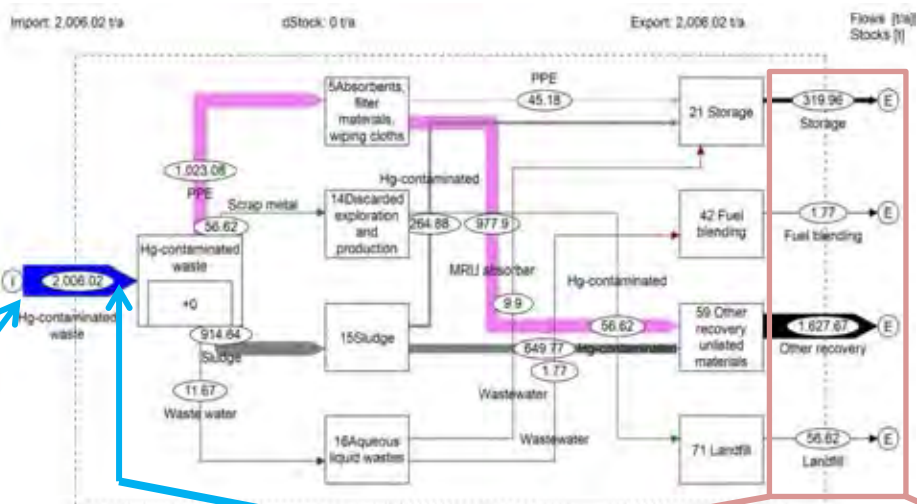 Import: 2,006.02 t/a
dStock: 0 t/a
Export: 2,006.02 t/a
Flows [t/a]
Stocks [t]
5Absorbents,
filter
materials,
wiping cloths
PPE
45.18
21 Storage
319.96
Storage
E
1,023.08
PPE
Hg-contaminated
Scrap metal
56.62
14Discarded
exploration
and
production
264.88
977.9
42 Fuel
blending
1.77
Fuel blending
E
Hg-contaminated
waste
+0
I
2,006.02
Hg-contaminated
waste
MRU absorber
9.9
Hg-contaminated
56.62
914.64
Sludge
15Sludge
649.77
Hg-contaminated
1.77
59 Other
recovery
unlisted
materials
1,627.67
Other recovery
E
11.67
Waste water
Wastewater
Wastewater
16Aqueous
liquid wastes
71 Landfill
56.62
Landfill
E